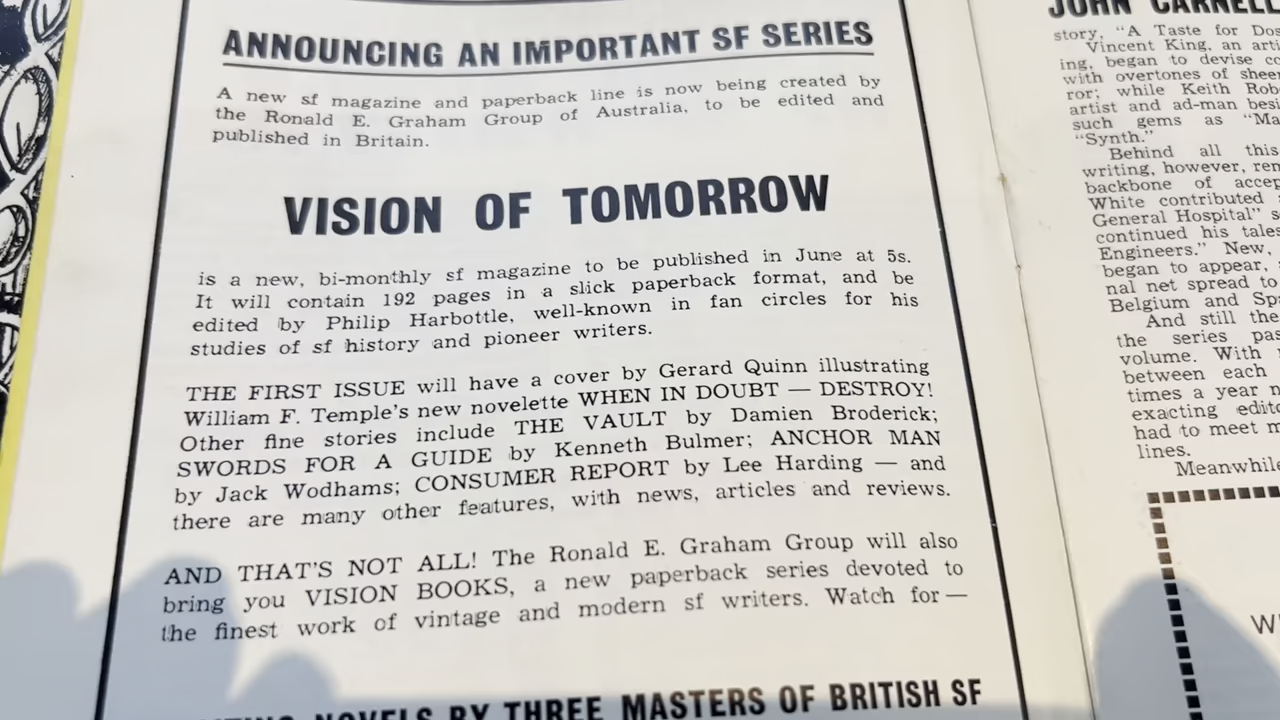 ANNOUNCING AN IMPORTANT SF SERIES
A new sf magazine and paperback line is now being created by
the Ronald E. Graham Group of Australia, to be edited and
published in Britain.
VISION OF TOMORROW
is a new, bi-monthly sf magazine to be published in June at 5s.
It will contain 192 pages in a slick paperback format, and be
edited by Philip Harbottle, well-known in fan circles for his
studies of sf history and pioneer writers.
THE FIRST ISSUE will have a cover by Gerard Quinn illustrating
William F. Temple's new novelette WHEN IN DOUBT — DESTROY!
Other fine stories include THE VAULT by Damien Broderick;
SWORDS FOR A GUIDE by Kenneth Bulmer; ANCHOR MAN
by Jack Wodhams; CONSUMER REPORT by Lee Harding — and
there are many other features, with news, articles and reviews.
AND THAT'S NOT ALL! The Ronald E. Graham Group will also
bring you VISION BOOKS, a new paperback series devoted to
the finest work of vintage and modern sf writers. Watch for —
NOVELS BY THREE MASTERS OF BRITISH SF
JOHN CARNELL
story, "A Taste for Dos
Vincent King, an arti
ing, began to devise co
with overtones of sheer
ror; while Keith Rob
artist and ad-man besi
such gems as "Ma
"Synth."
Behind all this
writing, however, rem
backbone of accep
White contributed
General Hospital" s
continued his tales
Engineers." New,
began to appear,
nal net spread to
Belgium and Sp
And still the
the series pas
volume. With
between each
times a year
exacting edito
had to meet m
lines.
Meanwhile